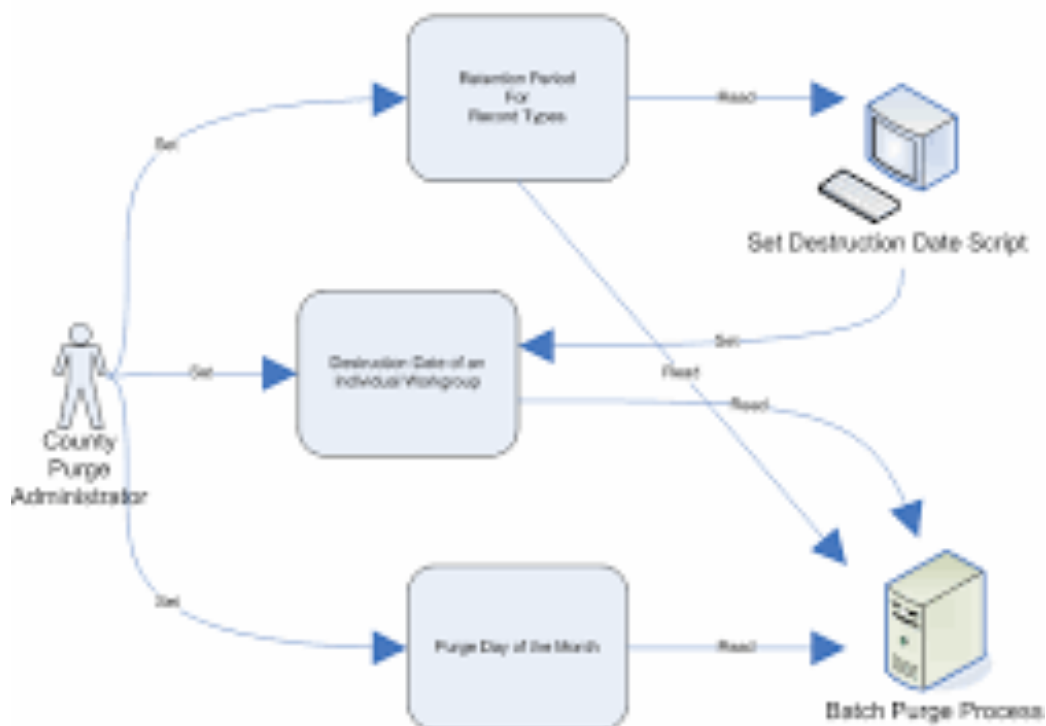 Retention Period
For
Record Types
Read
Set
Set Destruction Date Script
Set
Destruction Date of an
Individual Workgroup
Set
Read
Read
County
Purge
Administrator
Set
Purge Day of the Month
Read
Batch Purge Process